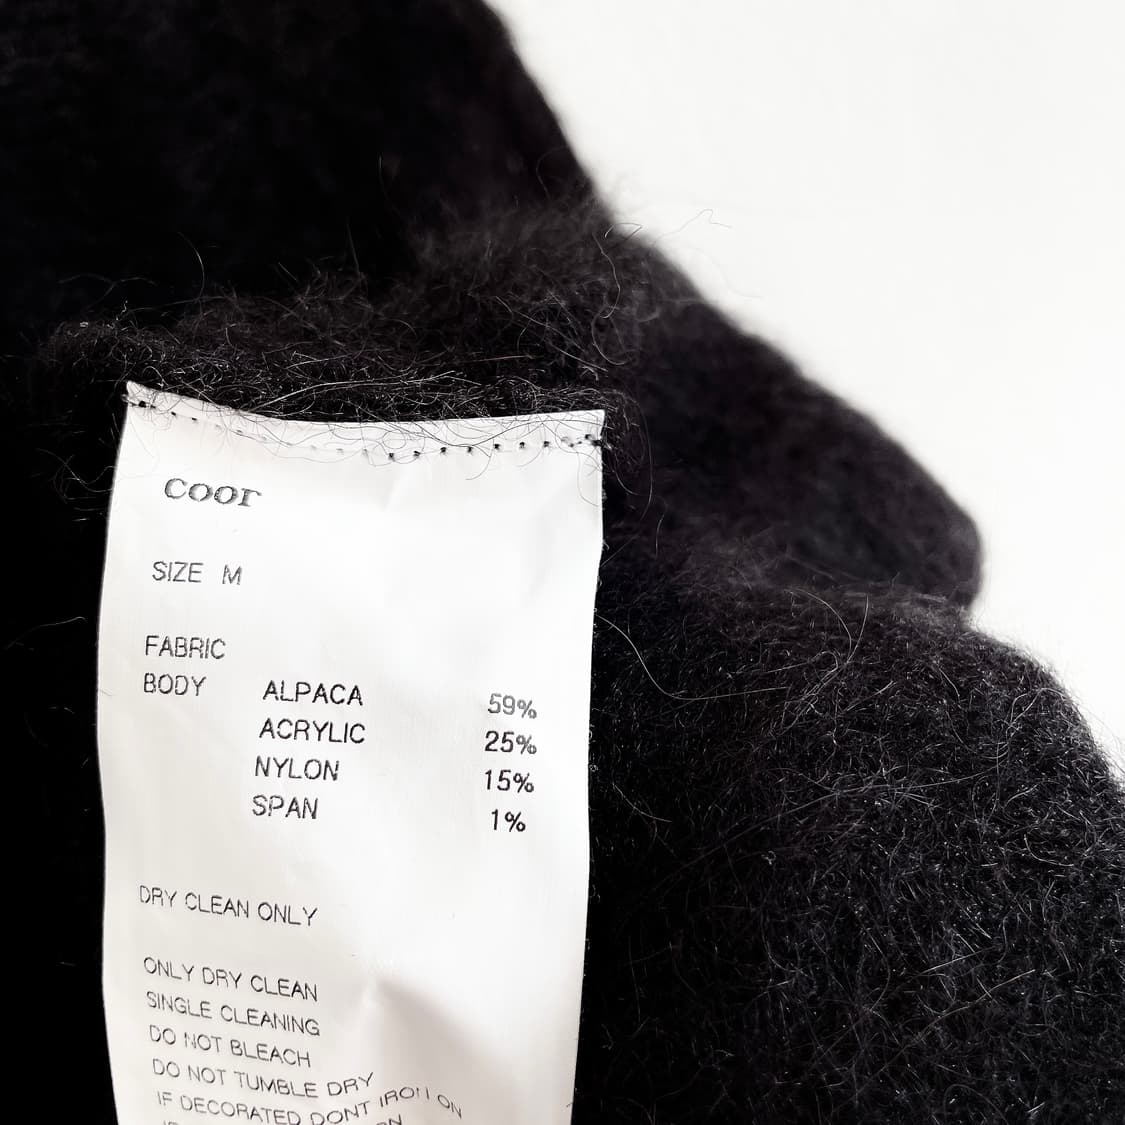 coor
SIZE M
FABRIC
BODY ALPACA 59%
ACRYLIC 25%
NYLON 15%
SPAN 1%
DRY CLEAN ONLY
ONLY DRY CLEAN
SINGLE CLEANING
DO NOT BLEACH
DO NOT TUMBLE DRY
IF DECORATED DONT IRON ON